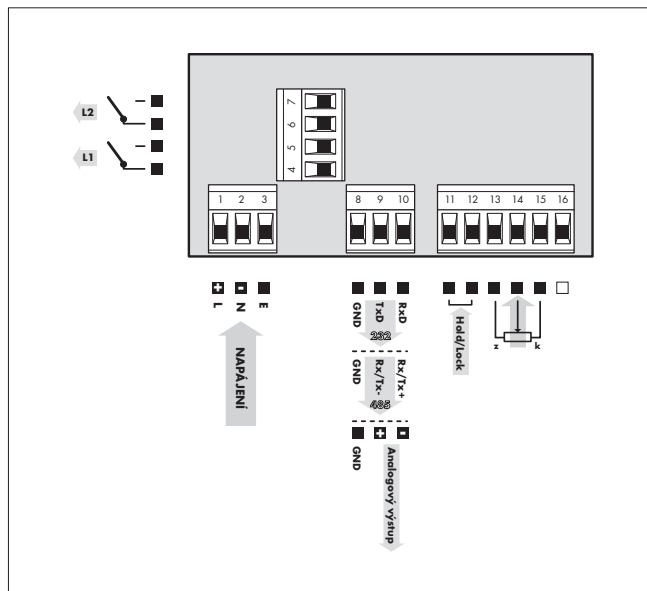 L2
L1
7
6
5
4
1 2 3
8 9 10
11 12 13 14 15 16
+ -
L N E
NAPÁJENÍ
GND TxD RxD
232
GND Rx/Tx- Rx/Tx+
485
+ -
GND
Analogový výstup
Hold/Lock
z k